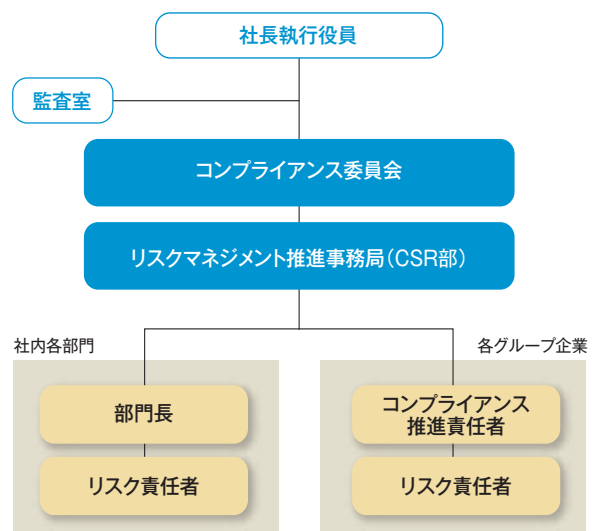 社長執行役員
監査室
コンプライアンス委員会
リスクマネジメント推進事務局（CSR部）
社内各部門
各グループ企業
部門長
コンプライアンス
推進責任者
リスク責任者
リスク責任者